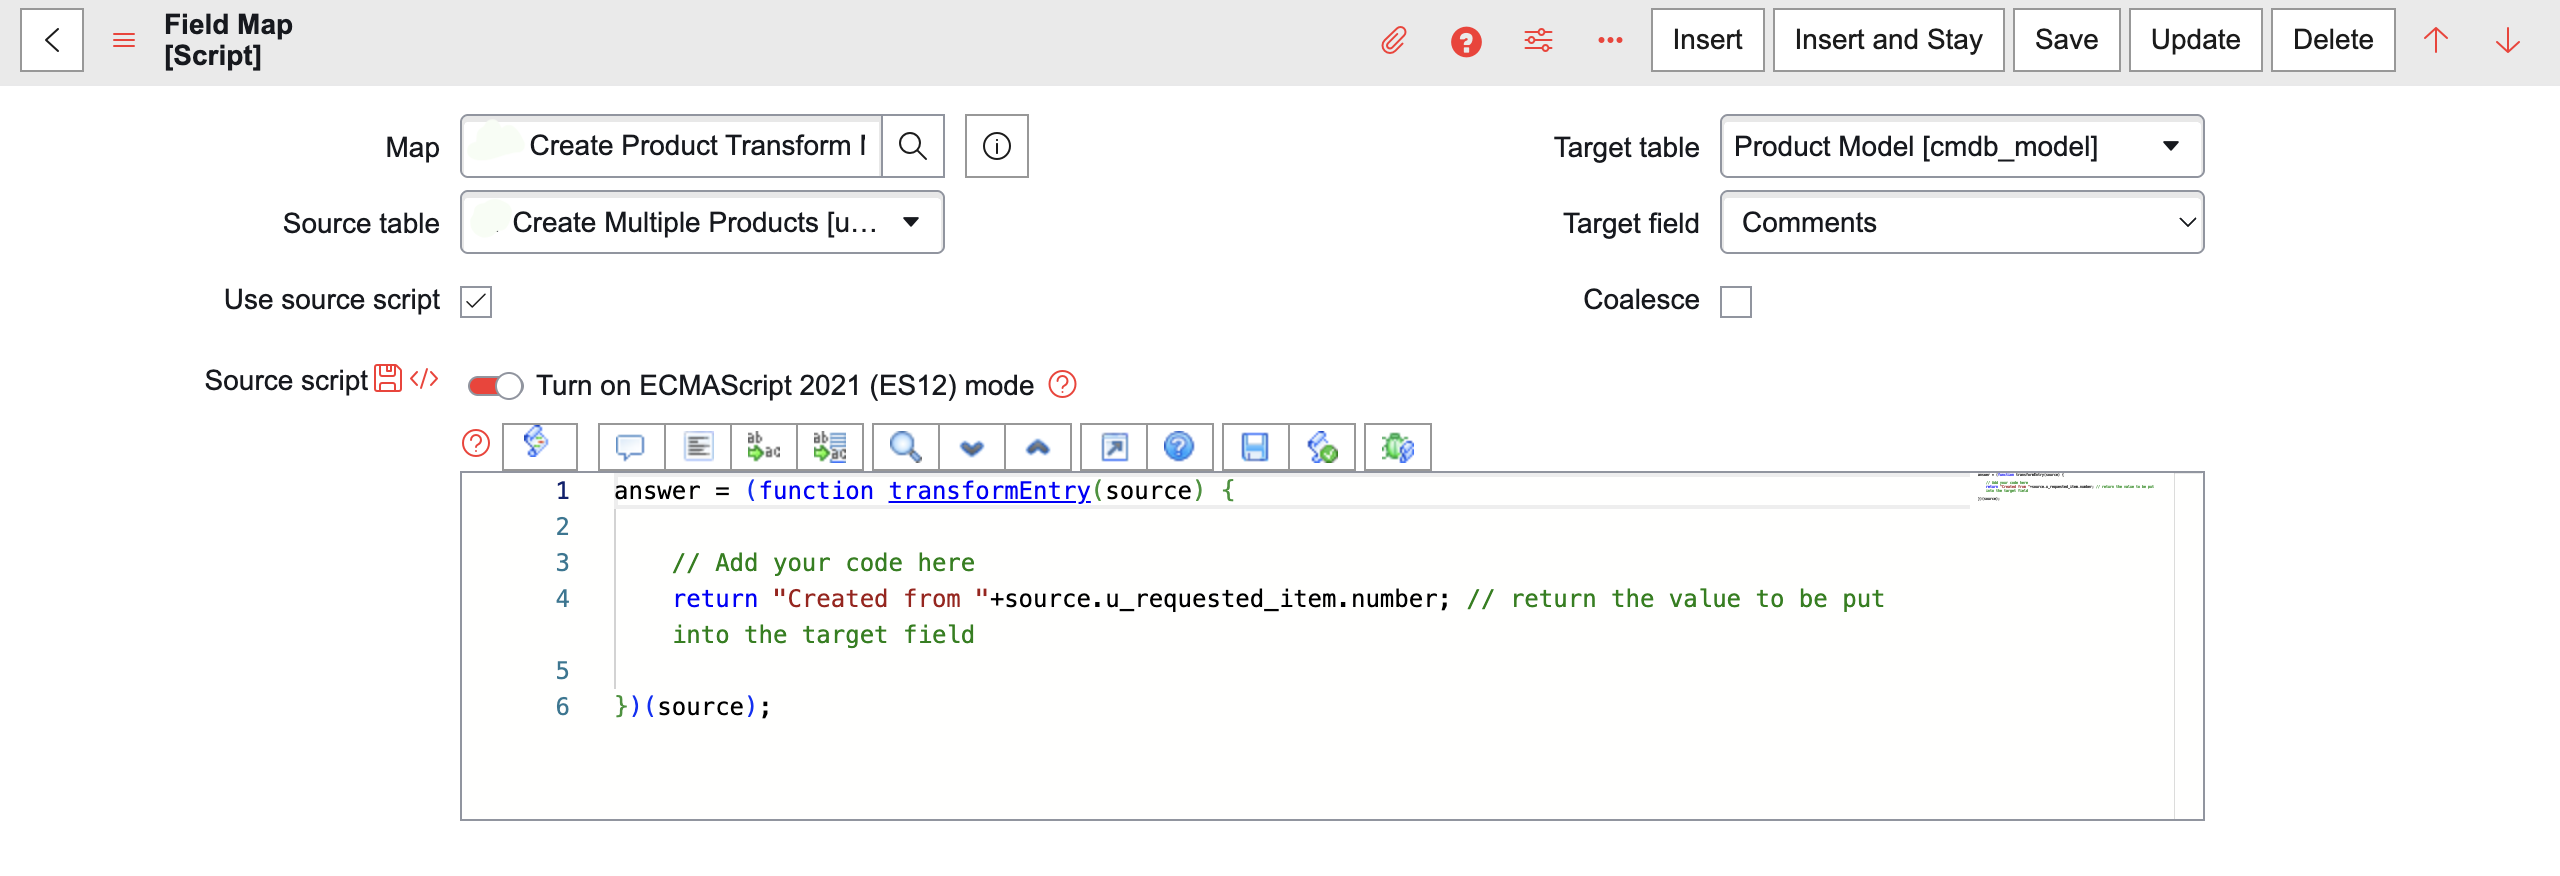 Field Map
[Script]
Insert
Insert and Stay
Save
Update
Delete
Map
Create Product Transform
Target table
Product Model [cmdb_model]
Source table
Create Multiple Products [u...
Target field
Comments
Use source script
Coalesce
Source script
Turn on ECMAScript 2021 (ES12) mode
1 answer = (function transformEntry(source) {
2
3 // Add your code here
4 return "Created from "+source.u_requested_item.number; // return the value to be put
into the target field
5
6 })(source);